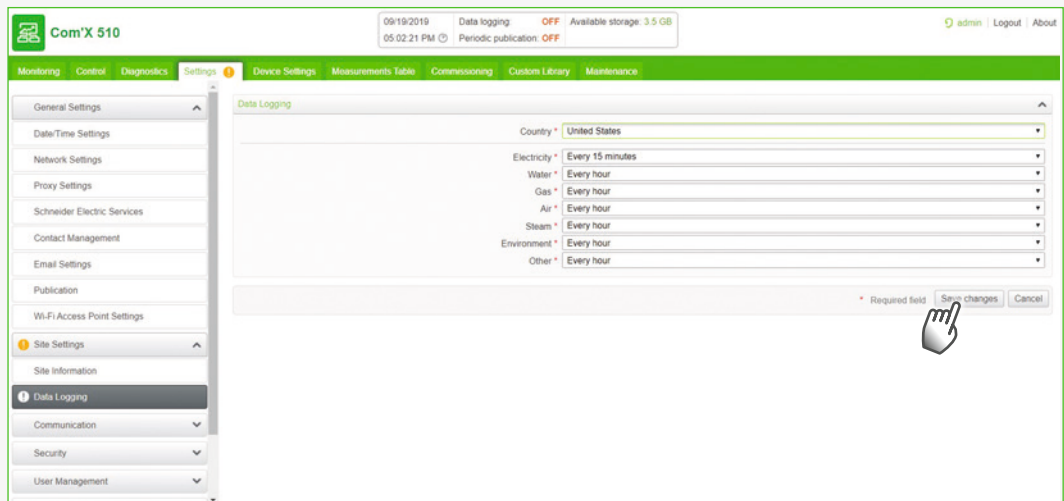 Com'X 510
09/19/2019 Data logging: OFF Available storage: 3.5 GB
05:02:21 PM Periodic publication: OFF
admin Logout About
Monitoring Control Diagnostics Settings Device Settings Measurements Table Commissioning Custom Library Maintenance
General Settings
Date/Time Settings
Network Settings
Proxy Settings
Schneider Electric Services
Contact Management
Email Settings
Publication
Wi-Fi Access Point Settings
Site Settings
Site Information
Data Logging
Communication
Security
User Management
Data Logging
Country * United States
Electricity * Every 15 minutes
Water * Every hour
Gas * Every hour
Air * Every hour
Steam * Every hour
Environment * Every hour
Other * Every hour
* Required field Save changes Cancel